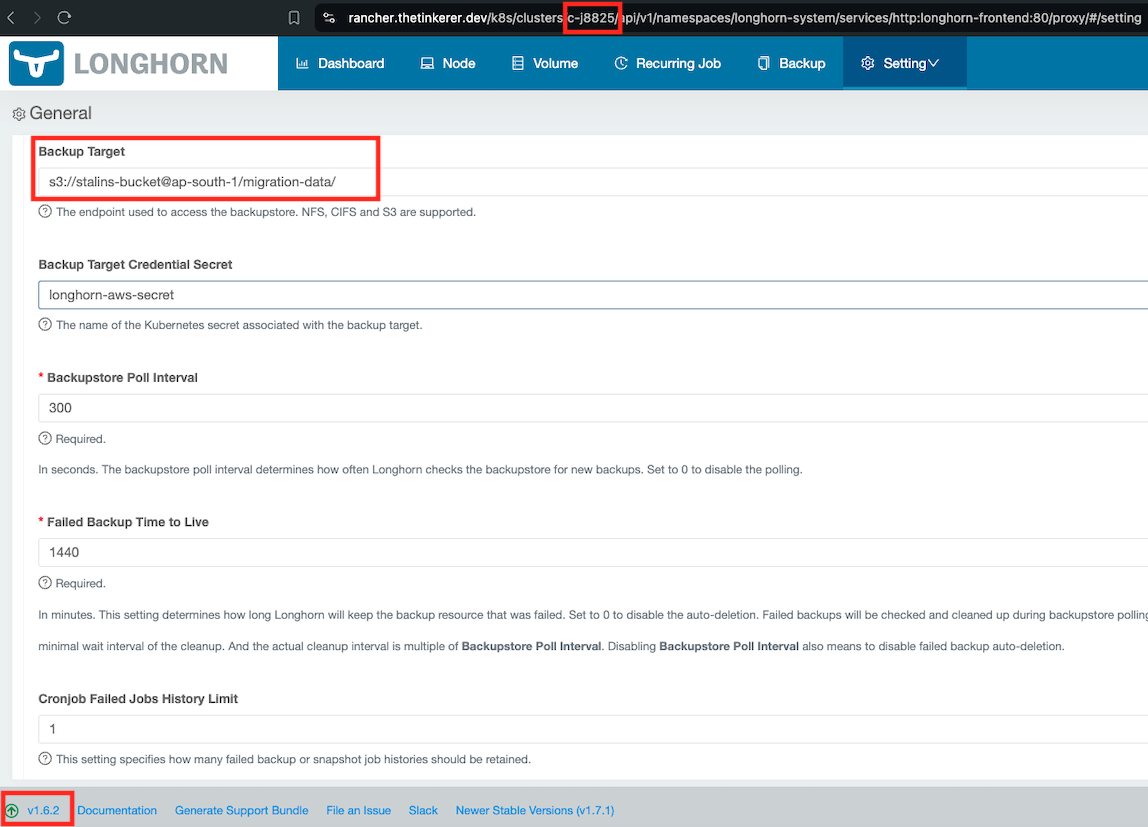 rancher.thetinkerer.dev/k8s/clusters/c-j8825/api/v1/namespaces/longhorn-system/services/http:longhorn-frontend:80/proxy/#/setting
LONGHORN
Dashboard Node Volume Recurring Job Backup Setting
General
Backup Target
s3://stalins-bucket@ap-south-1/migration-data/
The endpoint used to access the backupstore. NFS, CIFS and S3 are supported.
Backup Target Credential Secret
longhorn-aws-secret
The name of the Kubernetes secret associated with the backup target.
* Backupstore Poll Interval
300
Required.
In seconds. The backupstore poll interval determines how often Longhorn checks the backupstore for new backups. Set to 0 to disable the polling.
* Failed Backup Time to Live
1440
Required.
In minutes. This setting determines how long Longhorn will keep the backup resource that was failed. Set to 0 to disable the auto-deletion. Failed backups will be checked and cleaned up during backupstore polling
minimal wait interval of the cleanup. And the actual cleanup interval is multiple of Backupstore Poll Interval. Disabling Backupstore Poll Interval also means to disable failed backup auto-deletion.
Cronjob Failed Jobs History Limit
1
This setting specifies how many failed backup or snapshot job histories should be retained.
v1.6.2 Documentation Generate Support Bundle File an Issue Slack Newer Stable Versions (v1.7.1)